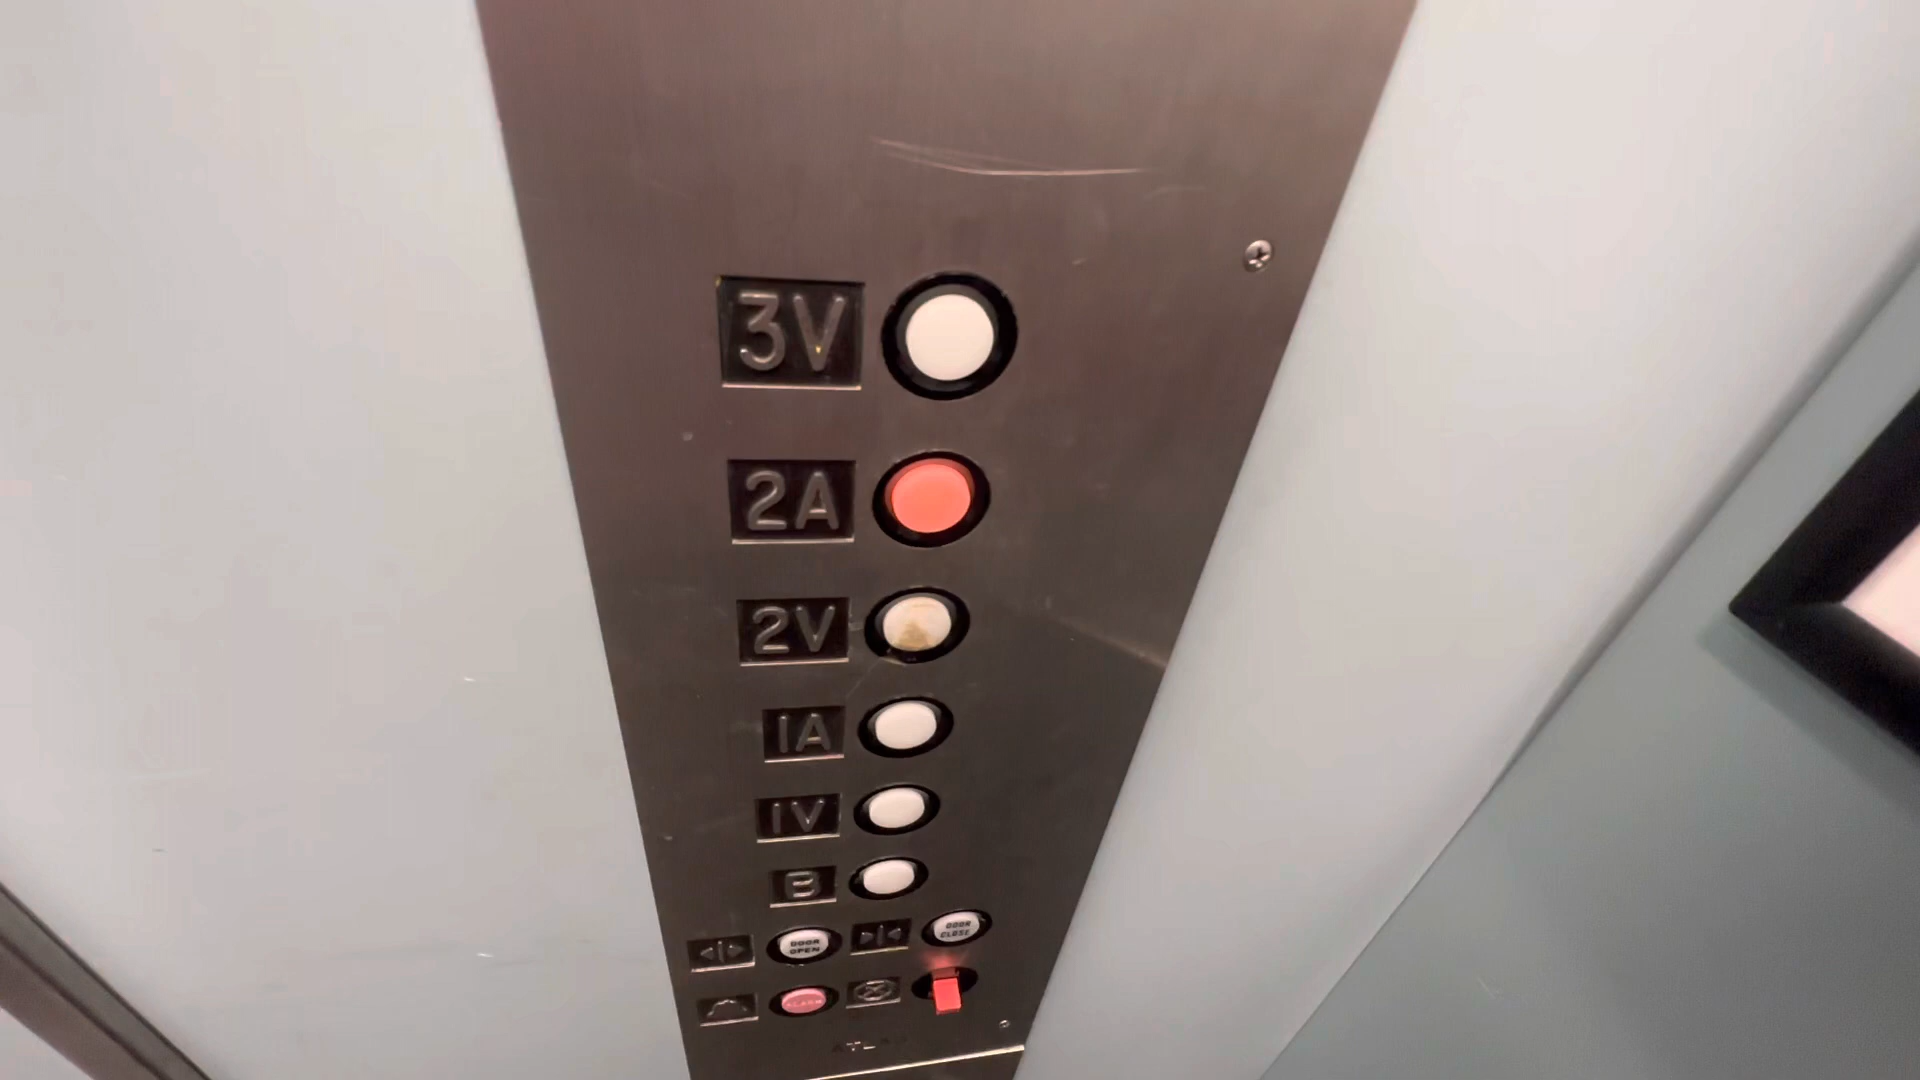 3V
2A
2V
1A
1V
B
DOOR OPEN
DOOR CLOSE
ALARM